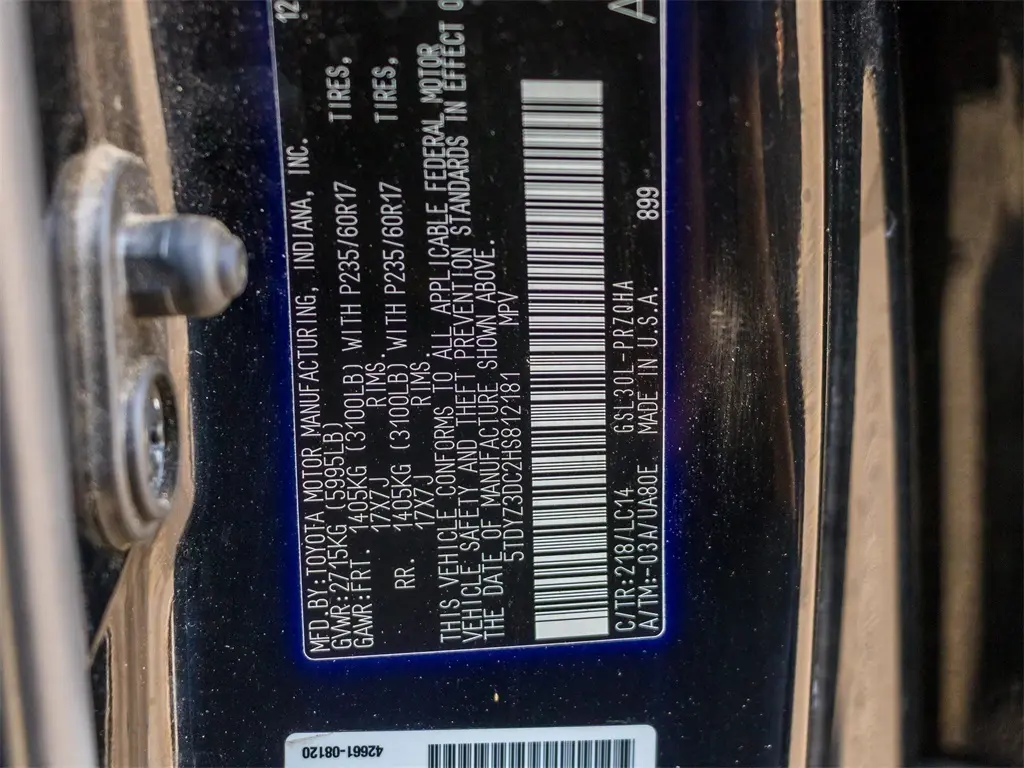 MFD BY:TOYOTA MOTOR MANUFACTURING, INDIANA, INC. 12
GVWR:2715KG (5995LB)
GAWR:FRT. 1405KG (3100LB) WITH P235/60R17 TIRES,
17X7J RIMS.
RR. 1405KG (3100LB) WITH P235/60R17 TIRES,
17X7J RIMS.
THIS VEHICLE CONFORMS TO ALL APPLICABLE FEDERAL MOTOR
VEHICLE SAFETY AND THEFT PREVENTION STANDARDS IN EFFECT O
THE DATE OF MANUFACTURE SHOWN ABOVE.
5TDYZ3DC2HS812181 MPV
C/TR:218/LC14 GSL30L-PRZQHA 899
A/TM:-03A/UA80E MADE IN U.S.A. A
42661-08120